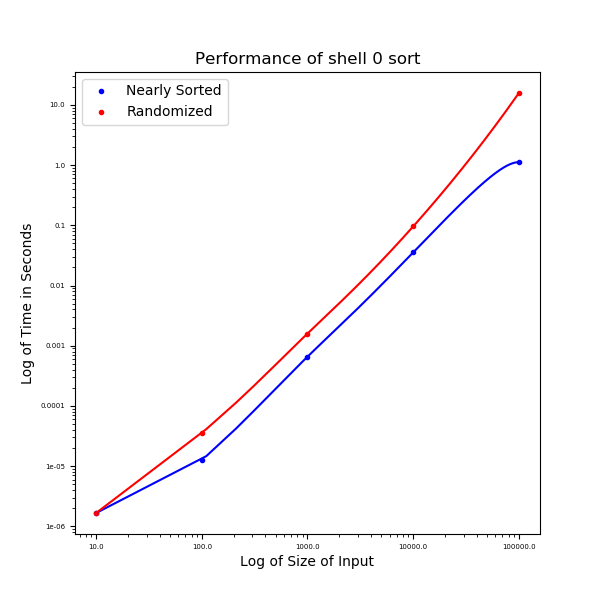 Performance of shell 0 sort
Nearly Sorted
Randomized
10.0
1.0
0.1
0.01
0.001
0.0001
1e-05
1e-06
Log of Time in Seconds
10.0 100.0 1000.0 10000.0 100000.0
Log of Size of Input